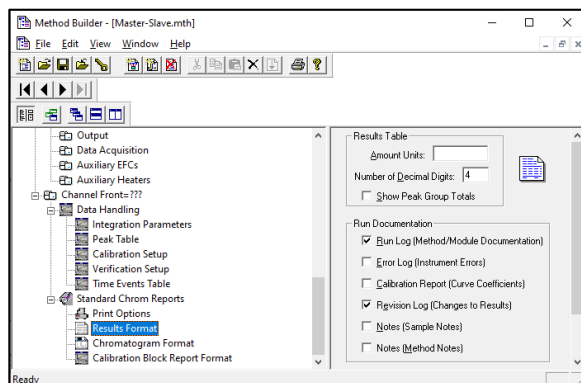 Method Builder - [Master-Slave.mth]
File Edit View Window Help
Output
Data Acquisition
Auxiliary EFCs
Auxiliary Heaters
Channel Front=???
Data Handling
Integration Parameters
Peak Table
Calibration Setup
Verification Setup
Time Events Table
Standard Chrom Reports
Print Options
Results Format
Chromatogram Format
Calibration Block Report Format
Results Table
Amount Units:
Number of Decimal Digits: 4
Show Peak Group Totals
Run Documentation
Run Log (Method/Module Documentation)
Error Log (Instrument Errors)
Calibration Report (Curve Coefficients)
Revision Log (Changes to Results)
Notes (Sample Notes)
Notes (Method Notes)
Ready